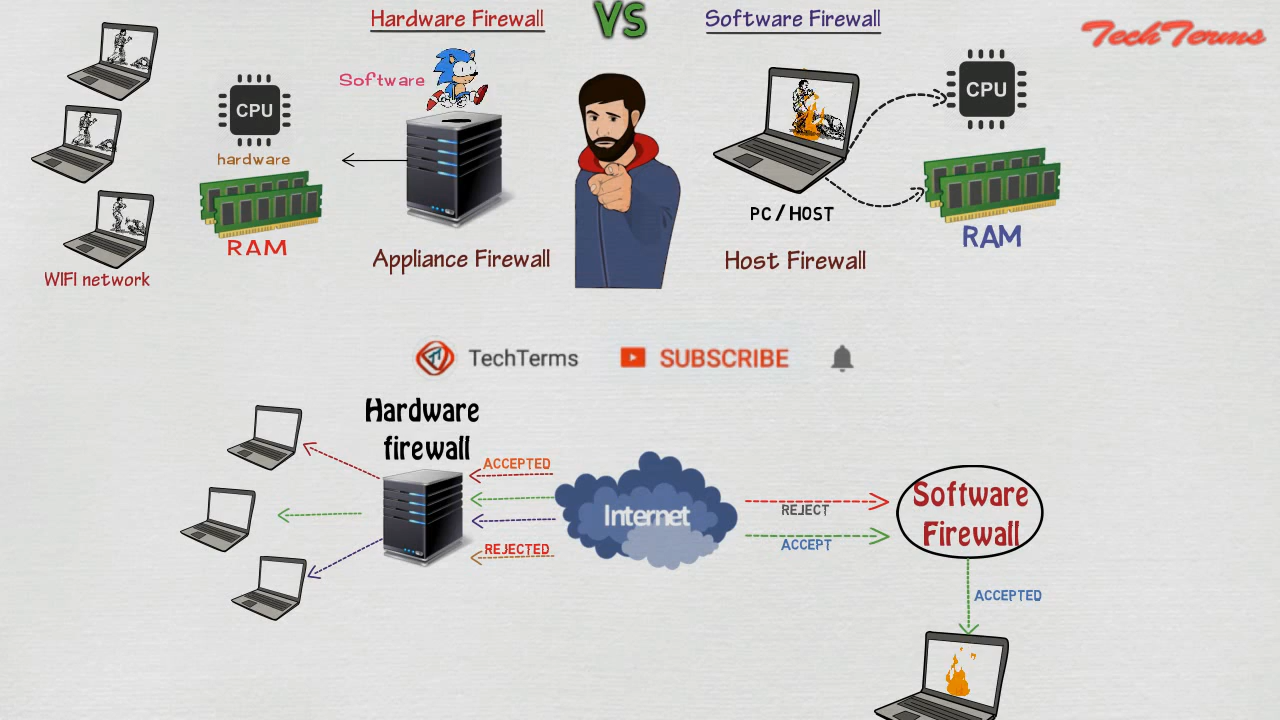 Hardware Firewall
VS
Software Firewall
TechTerms
Software
CPU
hardware
RAM
WIFI network
Appliance Firewall
CPU
PC / HOST
RAM
Host Firewall
TechTerms
SUBSCRIBE
Hardware
firewall
ACCEPTED
REJECTED
Internet
REJECT
ACCEPT
Software
Firewall
ACCEPTED